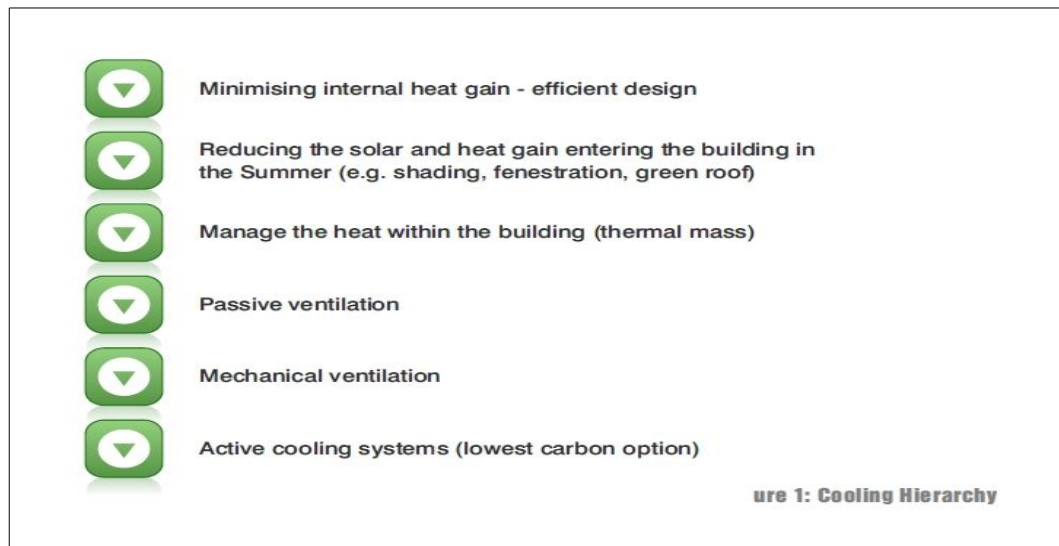 Minimising internal heat gain - efficient design
Reducing the solar and heat gain entering the building in
the Summer (e.g. shading, fenestration, green roof)
Manage the heat within the building (thermal mass)
Passive ventilation
Mechanical ventilation
Active cooling systems (lowest carbon option)
ure 1: Cooling Hierarchy